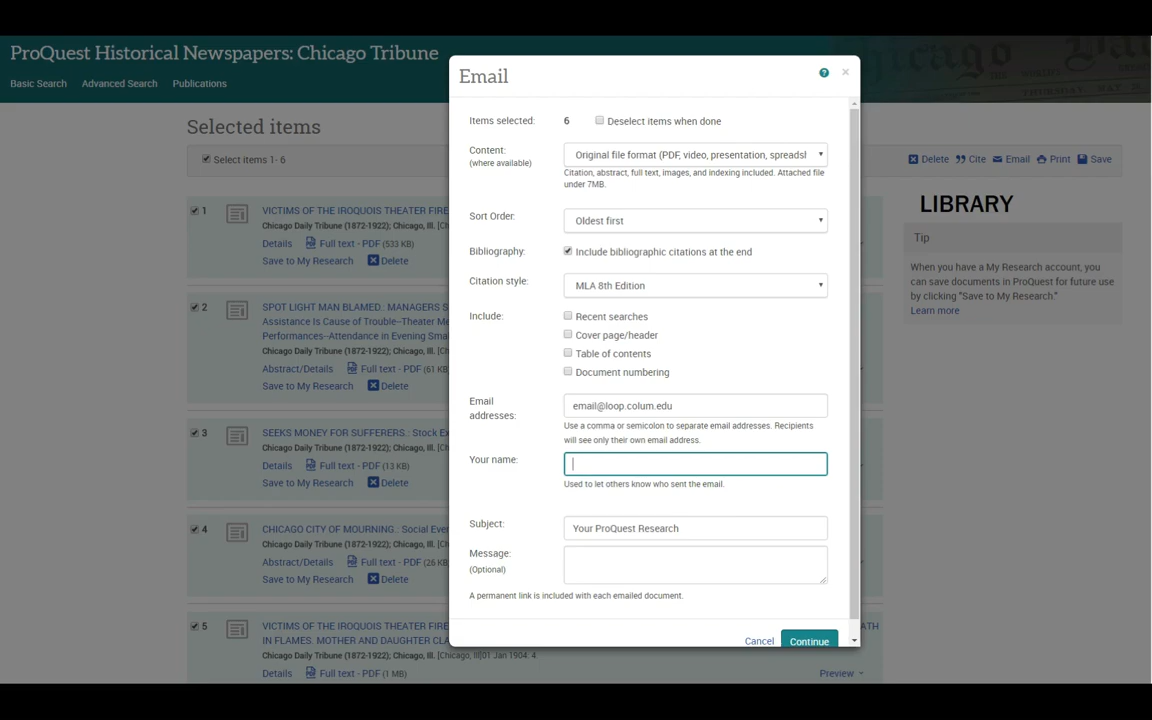 ProQuest Historical Newspapers: Chicago Tribune
Basic Search Advanced Search Publications
Selected items
Select items 1- 6
Delete Cite Email Print Save
1 VICTIMS OF THE IROQUOIS THEATER FIRE
Chicago Daily Tribune (1872-1922); Chicago, Ill. [C
Details Full text - PDF (533 KB)
Save to My Research Delete
2 SPOT LIGHT MAN BLAMED.: MANAGERS S
Assistance Is Cause of Trouble--Theater Me
Performances--Attendance in Evening Smal
Chicago Daily Tribune (1872-1922); Chicago, Ill. [C
Abstract/Details Full text - PDF (61 KB
Save to My Research Delete
3 SEEKS MONEY FOR SUFFERERS.: Stock Ex
Chicago Daily Tribune (1872-1922); Chicago, Ill. [C
Details Full text - PDF (13 KB)
Save to My Research Delete
4 CHICAGO CITY OF MOURNING.: Social Even
Chicago Daily Tribune (1872-1922); Chicago, Ill. [C
Abstract/Details Full text - PDF (26 KB
Save to My Research Delete
5 VICTIMS OF THE IROQUOIS THEATER FIRE ATH
IN FLAMES. MOTHER AND DAUGHTER CLA
Chicago Daily Tribune (1872-1922); Chicago, Ill. [Chicago, Ill]01 Jan 1904: 4.
Details Full text - PDF (1 MB) Preview
LIBRARY
Tip
When you have a My Research account, you
can save documents in ProQuest for future use
by clicking "Save to My Research."
Learn more
Email ? ×
Items selected: 6 Deselect items when done
Content: Original file format (PDF, video, presentation, spreadsl
(where available)
Citation, abstract, full text, images, and indexing included. Attached file
under 7MB.
Sort Order: Oldest first
Bibliography: Include bibliographic citations at the end
Citation style: MLA 8th Edition
Include: Recent searches
Cover page/header
Table of contents
Document numbering
Email
addresses: email@loop.colum.edu
Use a comma or semicolon to separate email addresses. Recipients
will see only their own email address.
Your name:
Used to let others know who sent the email.
Subject: Your ProQuest Research
Message:
(Optional)
A permanent link is included with each emailed document.
Cancel Continue